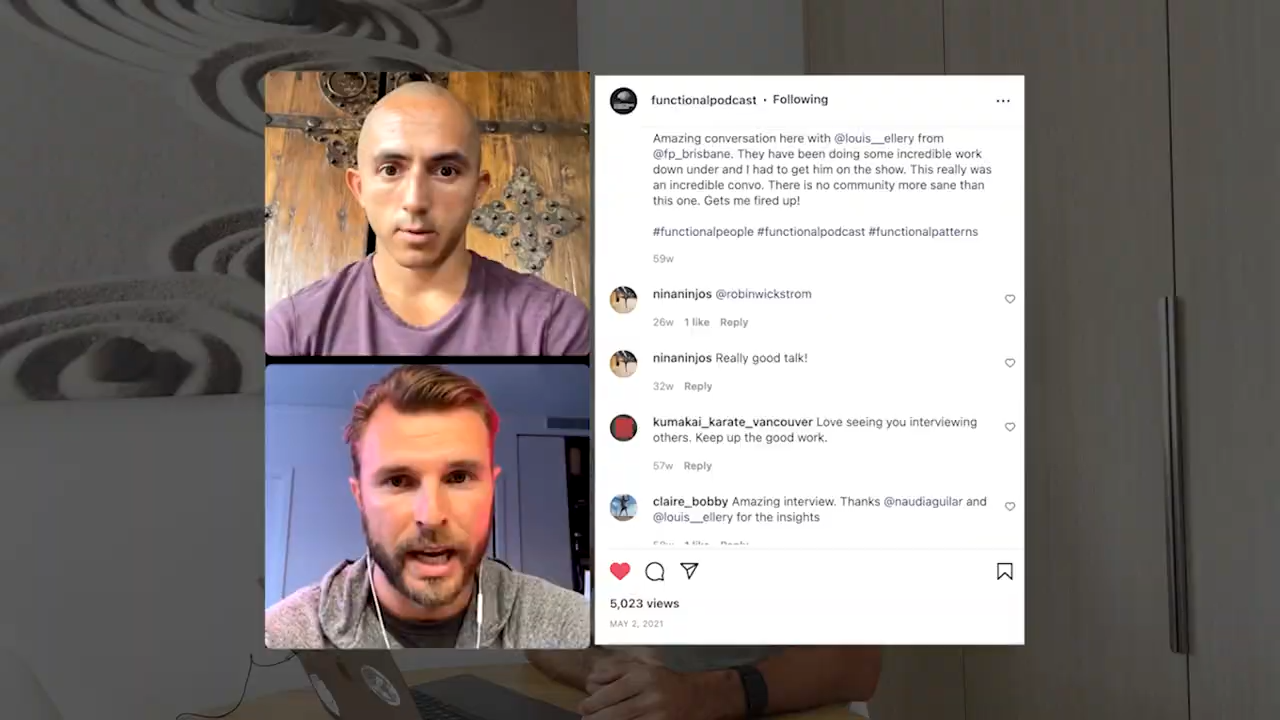 functionalpodcast · Following
Amazing conversation here with @louis__ellery from
@fp_brisbane. They have been doing some incredible work
down under and I had to get him on the show. This really was
an incredible convo. There is no community more sane than
this one. Gets me fired up!
#functionalpeople #functionalpodcast #functionalpatterns
59w
ninaninjos @robinwickstrom
26w 1 like Reply
ninaninjos Really good talk!
32w Reply
kumakai_karate_vancouver Love seeing you interviewing
others. Keep up the good work.
57w Reply
claire_bobby Amazing interview. Thanks @naudiaguilar and
@louis__ellery for the insights
1 like Reply
5,023 views
MAY 2, 2021